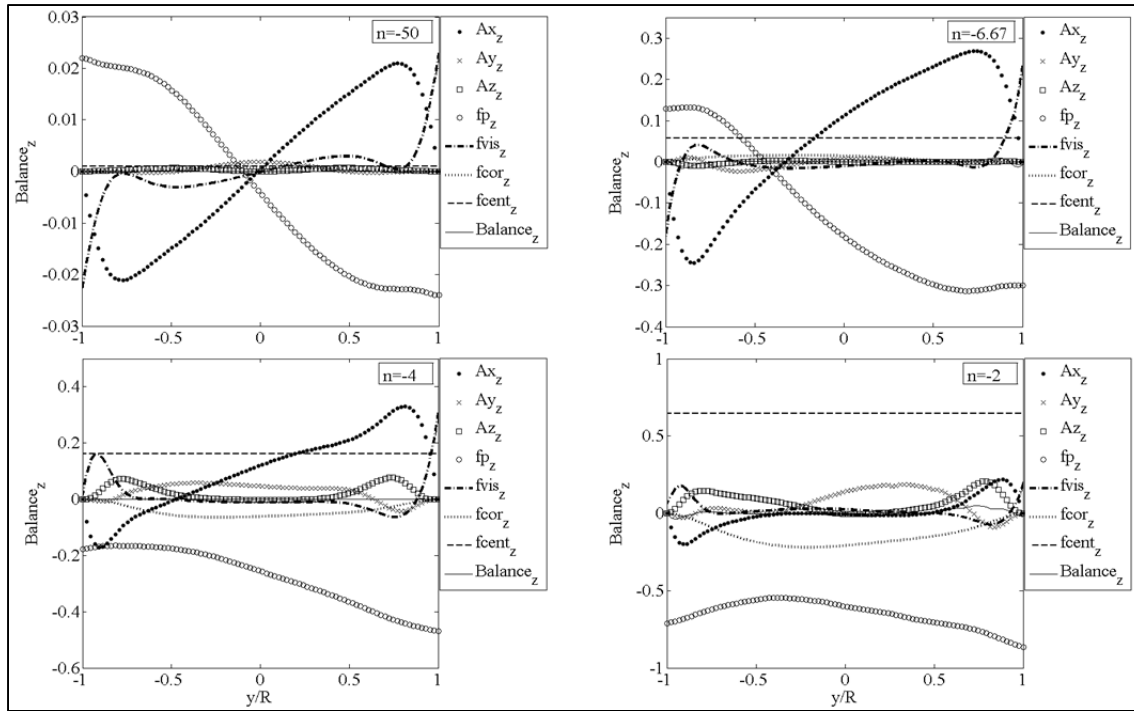 n=-50
Balance_z
0.03
0.02
0.01
0
-0.01
-0.02
-0.03
-1
-0.5
0
0.5
1
Ax_z
Ay_z
Az_z
fp_z
fvis_z
fcor_z
fcent_z
Balance_z
n=-6.67
Balance_z
0.3
0.2
0.1
0
-0.1
-0.2
-0.3
-0.4
-1
-0.5
0
0.5
1
Ax_z
Ay_z
Az_z
fp_z
fvis_z
fcor_z
fcent_z
Balance_z
n=-4
Balance_z
0.4
0.2
0
-0.2
-0.4
-0.6
-1
-0.5
0
0.5
1
y/R
Ax_z
Ay_z
Az_z
fp_z
fvis_z
fcor_z
fcent_z
Balance_z
n=-2
Balance_z
1
0.5
0
-0.5
-1
-1
-0.5
0
0.5
1
y/R
Ax_z
Ay_z
Az_z
fp_z
fvis_z
fcor_z
fcent_z
Balance_z